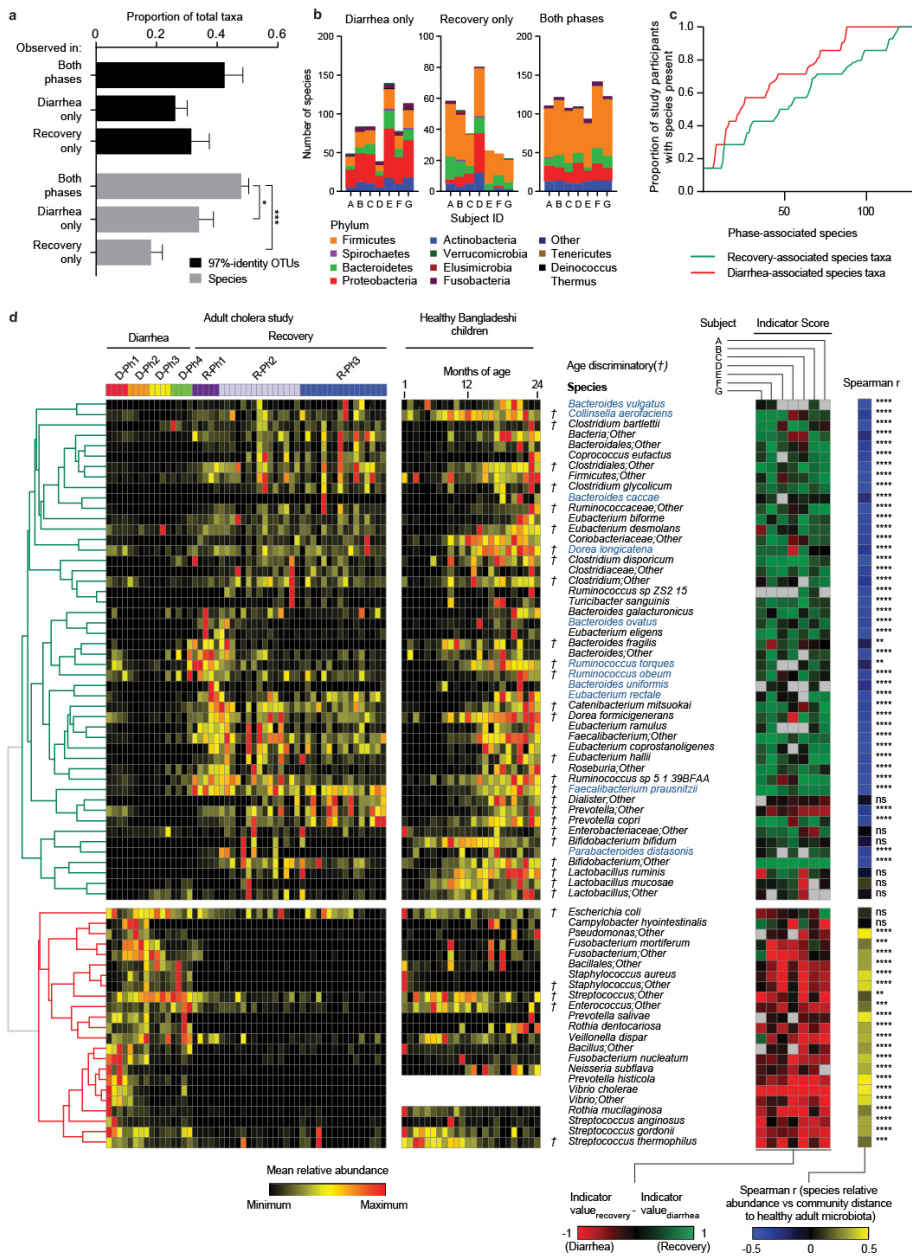 a
Proportion of total taxa
Observed in:
0
0.2
0.4
0.6
Both
phases
Diarrhea
only
Recovery
only
Both
phases
Diarrhea
only
Recovery
only
*
***
97%-identity OTUs
Species
b
Diarrhea only
Recovery only
Both phases
Number of species
200
150
100
50
0
100
80
60
40
20
0
200
150
100
50
0
A B C D E F G
A B C D E F G
A B C D E F G
Subject ID
Phylum
Firmicutes
Spirochaetes
Bacteroidetes
Proteobacteria
Actinobacteria
Verrucomicrobia
Elusimicrobia
Fusobacteria
Other
Tenericutes
Deinococcus
Thermus
c
Proportion of study participants
with species present
1.0
0.8
0.6
0.4
0.2
0.0
50
100
Phase-associated species
Recovery-associated species taxa
Diarrhea-associated species taxa
d
Adult cholera study
Diarrhea
Recovery
D-Ph1
D-Ph2
D-Ph3
D-Ph4
R-Ph1
R-Ph2
R-Ph3
Healthy Bangladeshi
children
Months of age
1
12
24
Age discriminatory(†)
Species
Subject
A
B
C
D
E
F
G
Indicator Score
Spearman r
Bacteroides vulgatus ****
† Collinsella aerofaciens ****
† Clostridium bartlettii ****
Bacteria;Other ****
Bacteroidales;Other ****
Coprococcus eutactus ****
† Clostridiales;Other ****
Firmicutes;Other ****
† Clostridium glycolicum ****
Bacteroides caccae ****
† Ruminococcaceae;Other ****
Eubacterium biforme ****
† Eubacterium desmolans ****
Coriobacteriaceae;Other ****
† Dorea longicatena ****
† Clostridium disporicum ****
Clostridiaceae;Other ****
† Clostridium;Other ****
Ruminococcus sp ZS2 15 ****
Turicibacter sanguinis ****
Bacteroides galacturonicus ****
Bacteroides ovatus ****
Eubacterium eligens ****
† Bacteroides fragilis **
Bacteroides;Other ****
† Ruminococcus torques **
† Ruminococcus obeum ****
Bacteroides uniformis ****
Eubacterium rectale ****
† Catenibacterium mitsuokai ****
† Dorea formicigenerans ****
Eubacterium ramulus ****
Faecalibacterium;Other ****
Eubacterium coprostanoligenes ****
† Eubacterium hallii ****
Roseburia;Other ****
† Ruminococcus sp 5 1 39BFAA ****
† Faecalibacterium prausnitzii ****
† Dialister;Other ns
† Prevotella;Other ****
† Prevotella copri ****
† Enterobacteriaceae;Other ns
† Bifidobacterium bifidum ns
Parabacteroides distasonis ****
† Bifidobacterium;Other ****
† Lactobacillus ruminis ns
† Lactobacillus mucosae ns
† Lactobacillus;Other ns
† Escherichia coli ns
Campylobacter hyointestinalis ns
Pseudomonas;Other ****
Fusobacterium mortiferum ***
Fusobacterium;Other ****
Bacillales;Other ****
Staphylococcus aureus ****
† Staphylococcus;Other ****
† Streptococcus;Other **
† Enterococcus;Other ***
Prevotella salivae ****
Rothia dentocariosa ****
Veillonella dispar ****
Bacillus;Other ****
Fusobacterium nucleatum ****
Neisseria subflava ****
Prevotella histicola ****
Vibrio cholerae ****
Vibrio;Other ****
Rothia mucilaginosa ****
Streptococcus anginosus ****
Streptococcus gordonii ****
† Streptococcus thermophilus ***
Mean relative abundance
Minimum
Maximum
Indicator
value recovery - Indicator
value diarrhea
-1
1
(Diarrhea)
(Recovery)
Spearman r (species relative
abundance vs community distance
to healthy adult microbiota)
-0.5
0
0.5